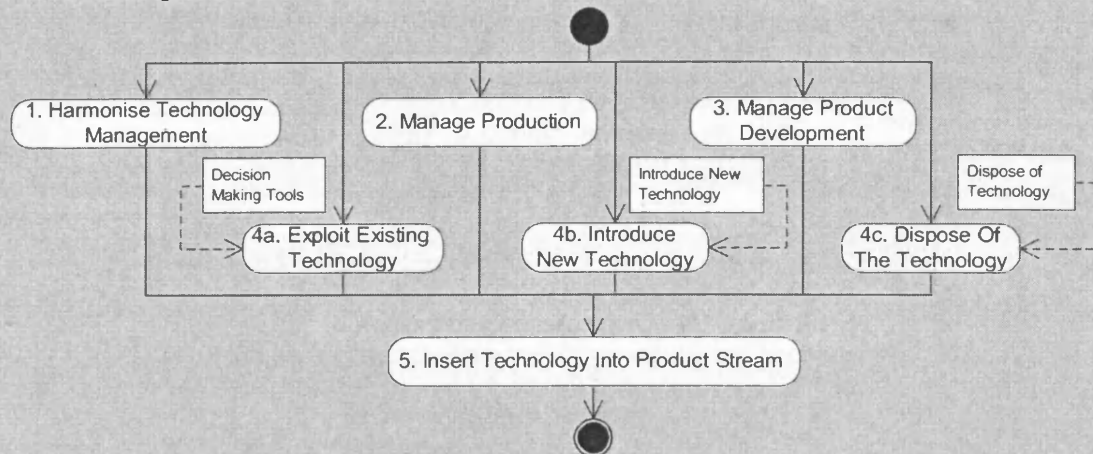 1. Harmonise Technology
Management
2. Manage Production
3. Manage Product
Development
Decision
Making Tools
Introduce New
Technology
Dispose of
Technology
4a. Exploit Existing
Technology
4b. Introduce
New Technology
4c. Dispose Of
The Technology
5. Insert Technology Into Product Stream